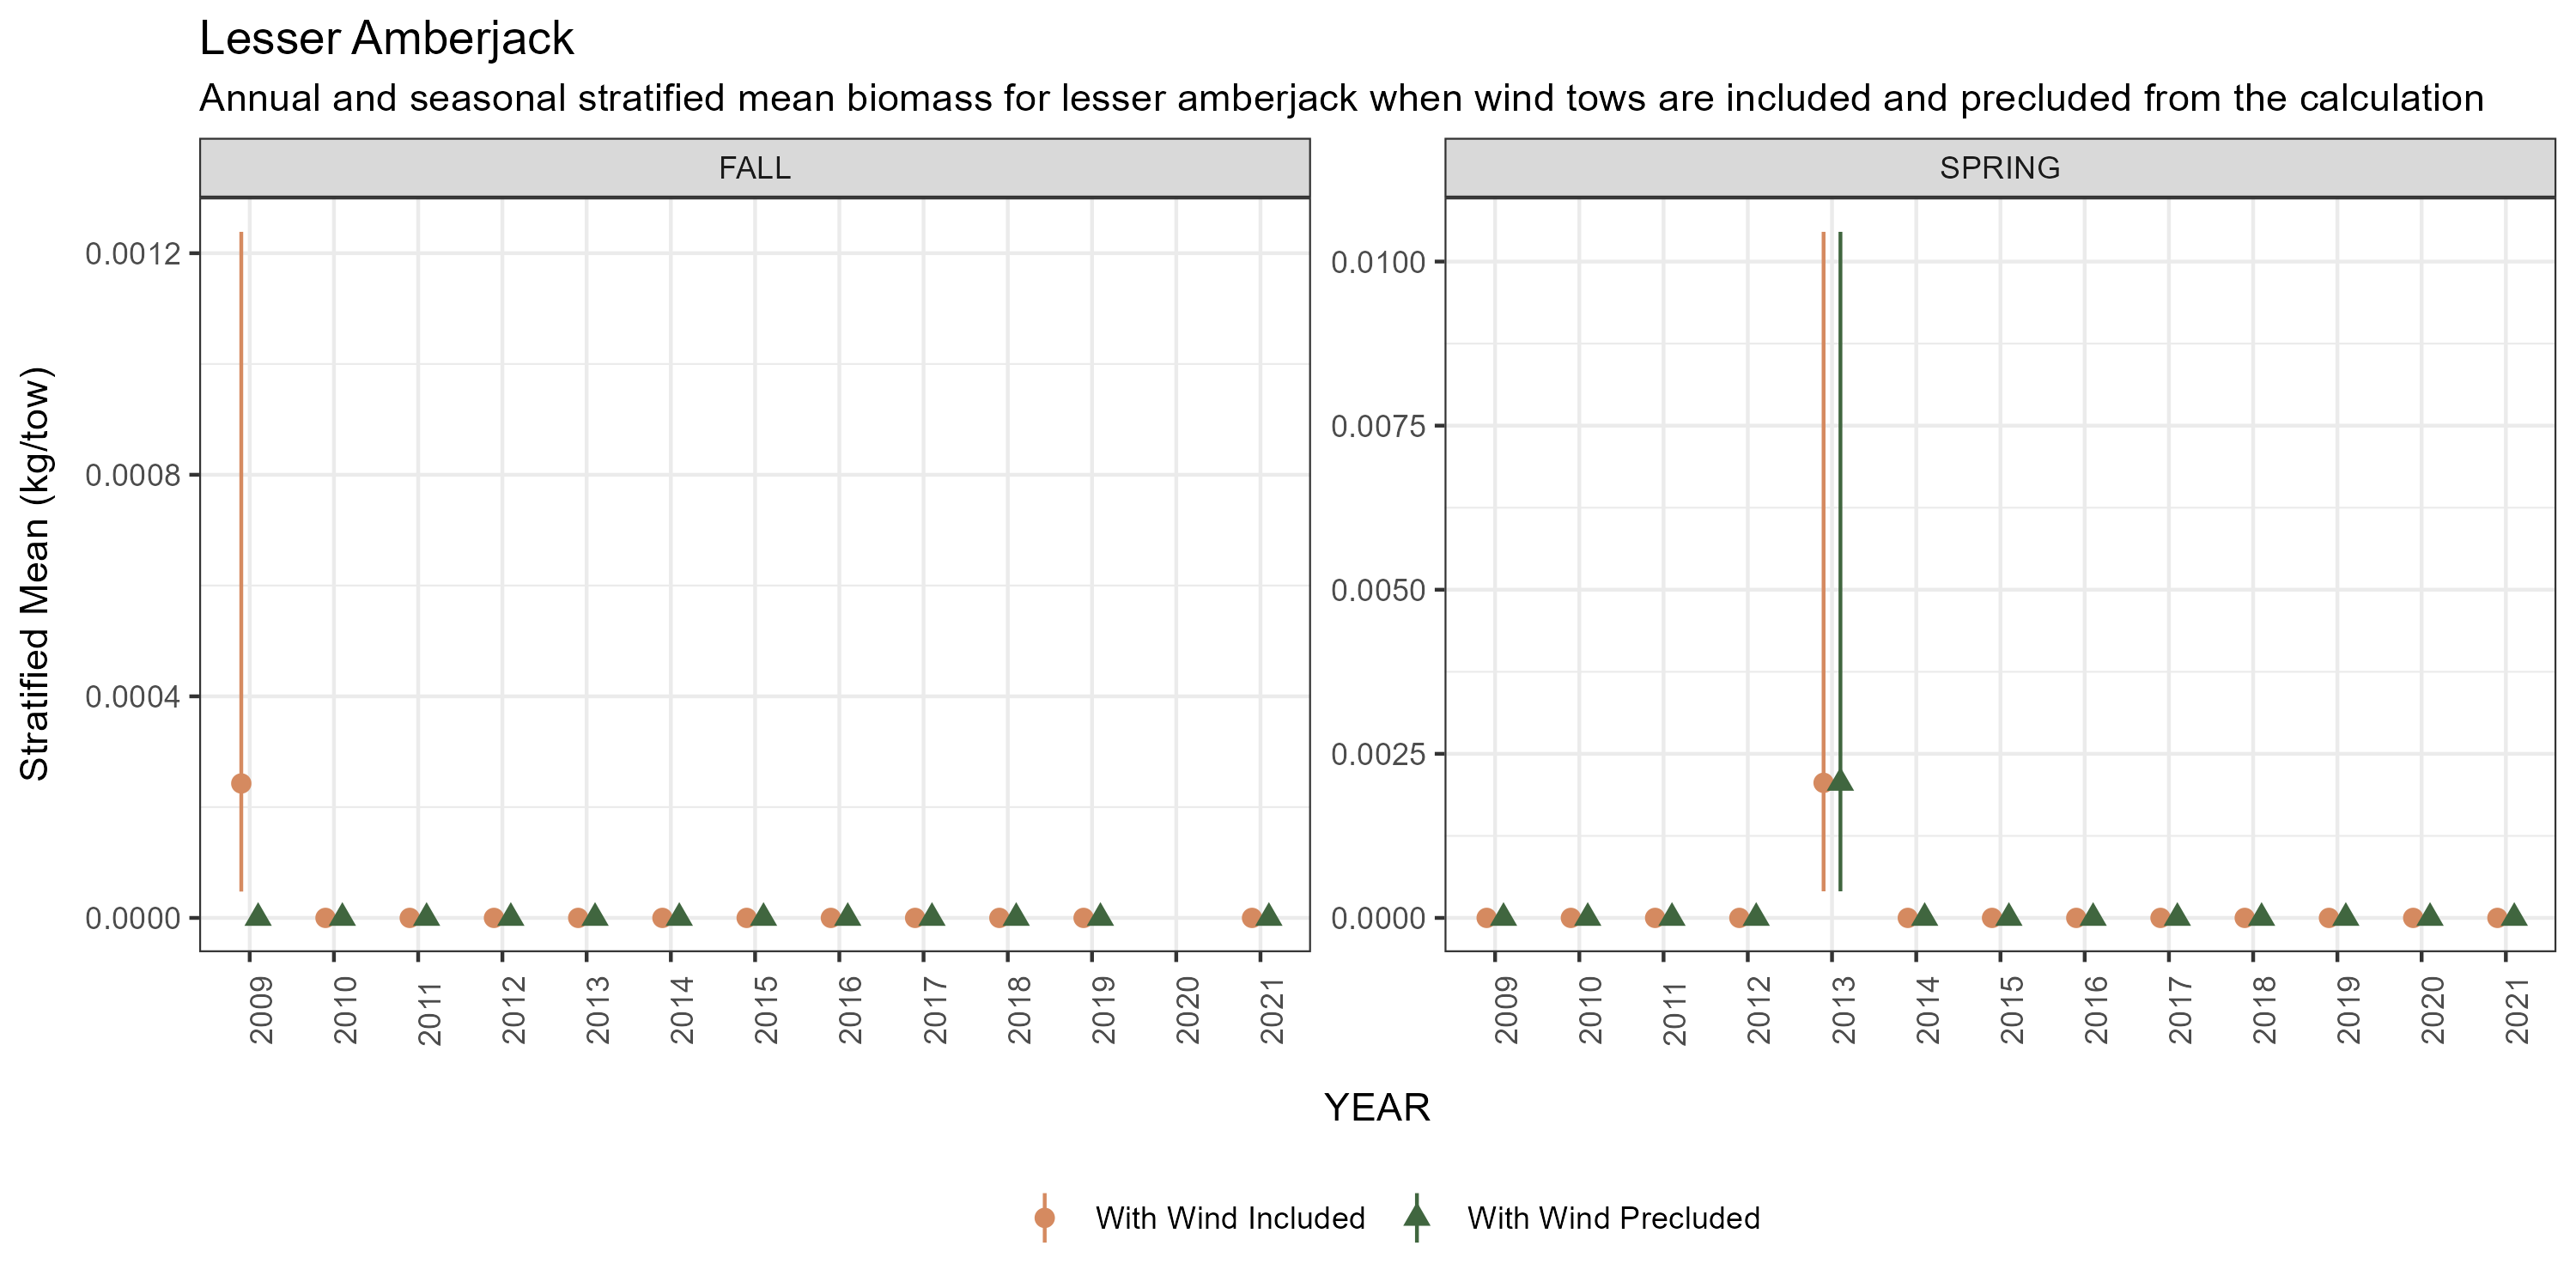 Lesser Amberjack
Annual and seasonal stratified mean biomass for lesser amberjack when wind tows are included and precluded from the calculation
FALL
SPRING
Stratified Mean (kg/tow)
0.0012
0.0008
0.0004
0.0000
0.0100
0.0075
0.0050
0.0025
0.0000
2009 2010 2011 2012 2013 2014 2015 2016 2017 2018 2019 2020 2021
2009 2010 2011 2012 2013 2014 2015 2016 2017 2018 2019 2020 2021
YEAR
With Wind Included
With Wind Precluded